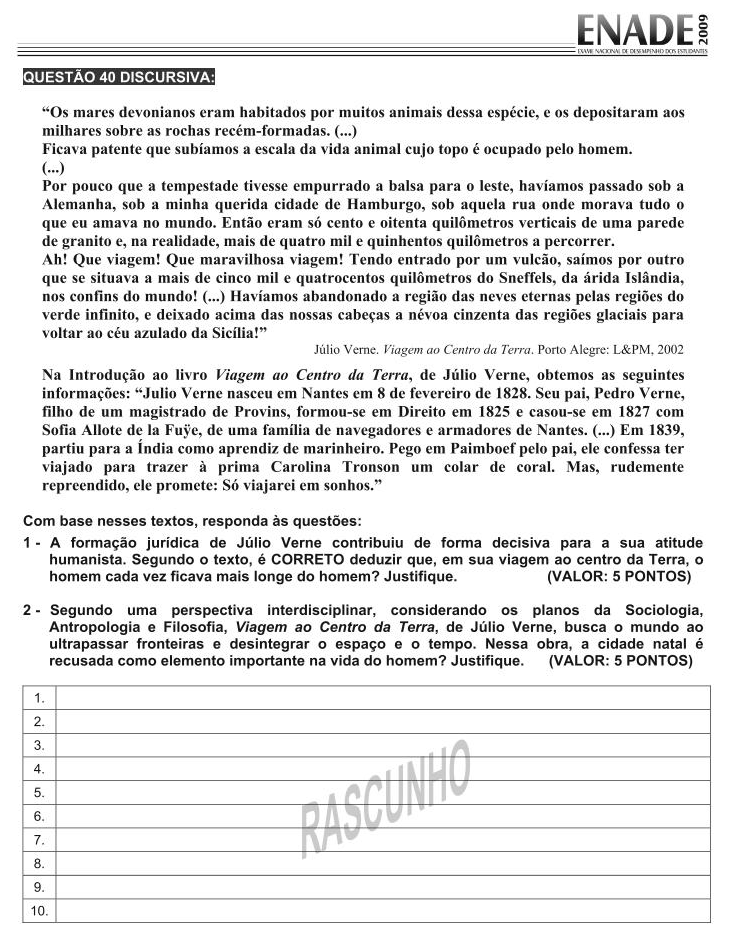 ENADE 2009
EXAME NACIONAL DE DESEMPENHO DOS ESTUDANTES
QUESTÃO 40 DISCURSIVA:
“Os mares devonianos eram habitados por muitos animais dessa espécie, e os depositaram aos
milhares sobre as rochas recém-formadas. (...)
Ficava patente que subíamos a escala da vida animal cujo topo é ocupado pelo homem.
(...)
Por pouco que a tempestade tivesse empurrado a balsa para o leste, havíamos passado sob a
Alemanha, sob a minha querida cidade de Hamburgo, sob aquela rua onde morava tudo o
que eu amava no mundo. Então eram só cento e oitenta quilômetros verticais de uma parede
de granito e, na realidade, mais de quatro mil e quinhentos quilômetros a percorrer.
Ah! Que viagem! Que maravilhosa viagem! Tendo entrado por um vulcão, saímos por outro
que se situava a mais de cinco mil e quatrocentos quilômetros do Sneffels, da árida Islândia,
nos confins do mundo! (...) Havíamos abandonado a região das neves eternas pelas regiões do
verde infinito, e deixado acima das nossas cabeças a névoa cinzenta das regiões glaciais para
voltar ao céu azulado da Sicília!”
Júlio Verne. Viagem ao Centro da Terra. Porto Alegre: L&PM, 2002
Na Introdução ao livro Viagem ao Centro da Terra, de Júlio Verne, obtemos as seguintes
informações: “Julio Verne nasceu em Nantes em 8 de fevereiro de 1828. Seu pai, Pedro Verne,
filho de um magistrado de Provins, formou-se em Direito em 1825 e casou-se em 1827 com
Sofia Allote de la Fuÿe, de uma família de navegadores e armadores de Nantes. (...) Em 1839,
partiu para a Índia como aprendiz de marinheiro. Pego em Paimboef pelo pai, ele confessa ter
viajado para trazer à prima Carolina Tronson um colar de coral. Mas, rudemente
repreendido, ele promete: Só viajarei em sonhos.”
Com base nesses textos, responda às questões:
1 - A formação jurídica de Júlio Verne contribuiu de forma decisiva para a sua atitude
humanista. Segundo o texto, é CORRETO deduzir que, em sua viagem ao centro da Terra, o
homem cada vez ficava mais longe do homem? Justifique. (VALOR: 5 PONTOS)
2 - Segundo uma perspectiva interdisciplinar, considerando os planos da Sociologia,
Antropologia e Filosofia, Viagem ao Centro da Terra, de Júlio Verne, busca o mundo ao
ultrapassar fronteiras e desintegrar o espaço e o tempo. Nessa obra, a cidade natal é
recusada como elemento importante na vida do homem? Justifique. (VALOR: 5 PONTOS)
1.
2.
3.
4.
5.
6.
7.
8.
9.
10.
RASCUNHO